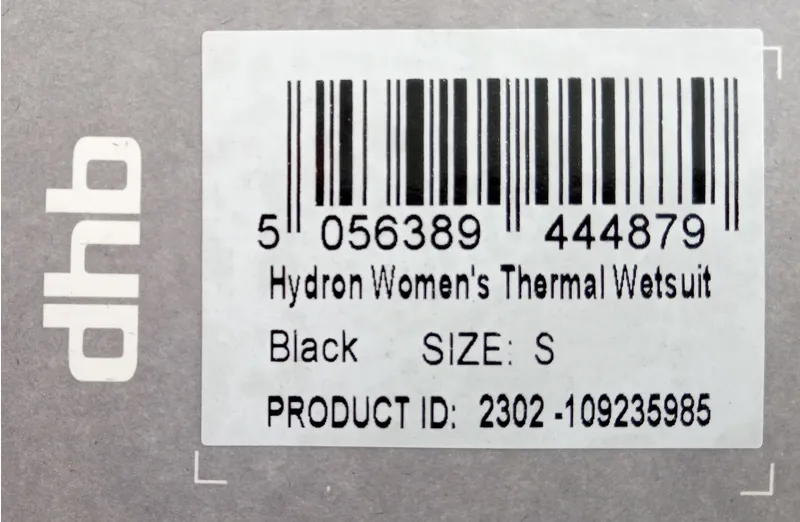 dhb
5 056389 444879
Hydron Women's Thermal Wetsuit
Black SIZE: S
PRODUCT ID: 2302 -109235985